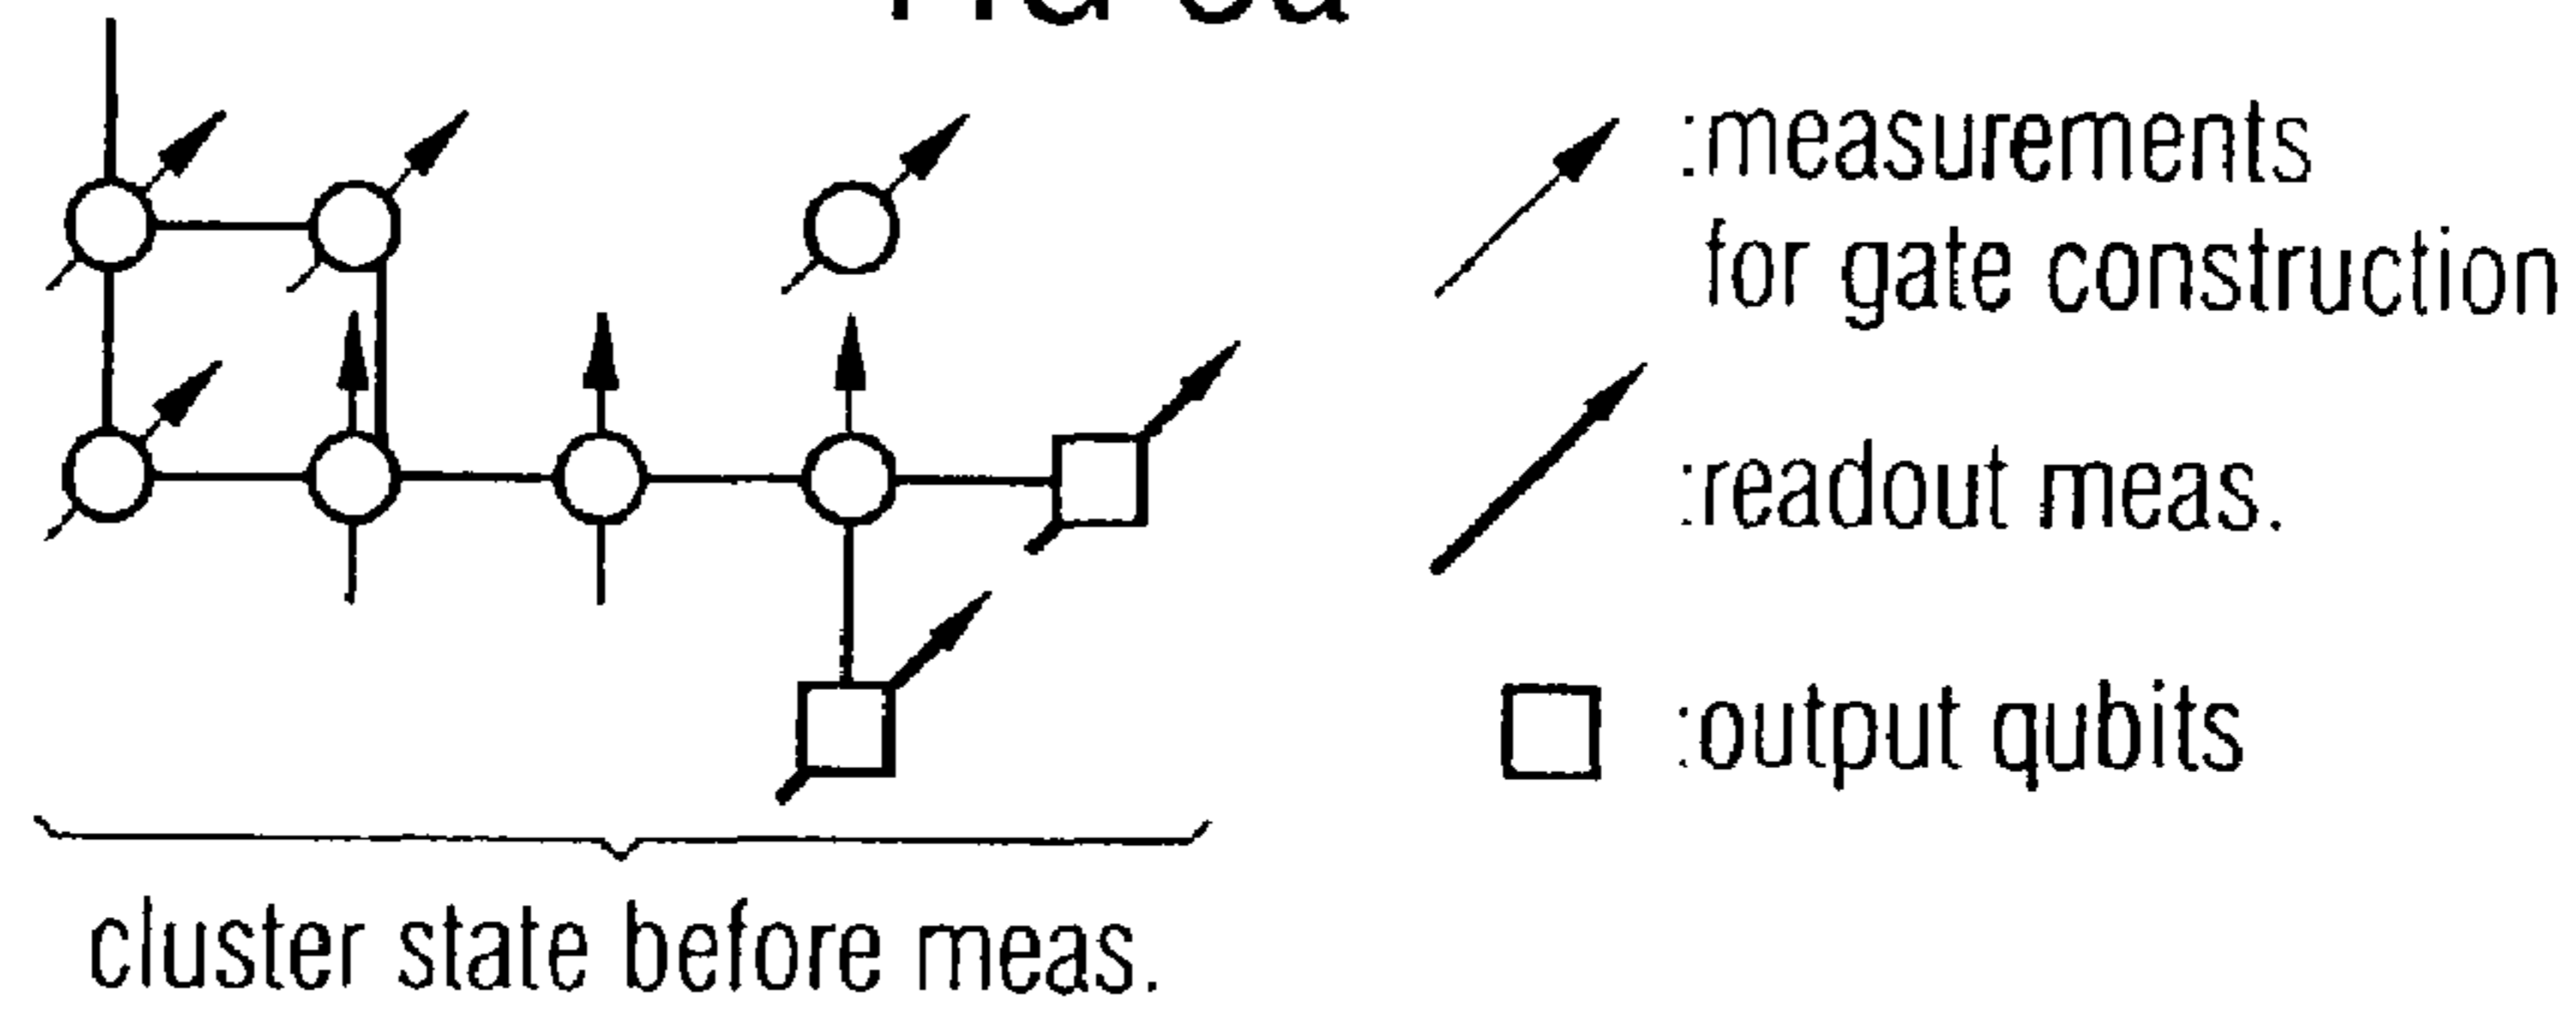 :measurements
for gate construction
:readout meas.
:output qubits
cluster state before meas.